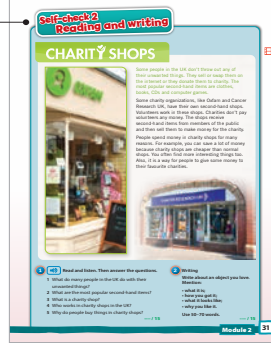 Self-check 2
Reading and writing
CHARITY SHOPS
Some people in the UK don't throw out any of
their unwanted things. They sell or swap them on
the internet or they donate them to charity. The
most popular second-hand items are clothes,
books, CDs and computer games.
Some charity organizations, like Oxfam and Cancer
Research UK, have their own second-hand shops.
Volunteers work in these shops. Charities don't pay
volunteers any money. The shops receive
second-hand items from members of the public
and then sell them to make money for the charity.
People spend money in charity shops for many
reasons. For example, you can save a lot of money
because charity shops are cheaper than normal
shops. You often find more interesting things too.
Also, it is a way for people to give some money to
their favourite charities.
1 Read and listen. Then answer the questions.
1 What do many people in the UK do with their
unwanted things?
2 What are the most popular second-hand items?
3 What is a charity shop?
4 Who works in charity shops in the UK?
5 Why do people buy things in charity shops?
/ 15
2 Writing
Write about an object you love.
Mention:
• what it is;
• how you got it;
• what it looks like;
• why you like it.
Use 50–70 words.
/ 15
Module 2
31